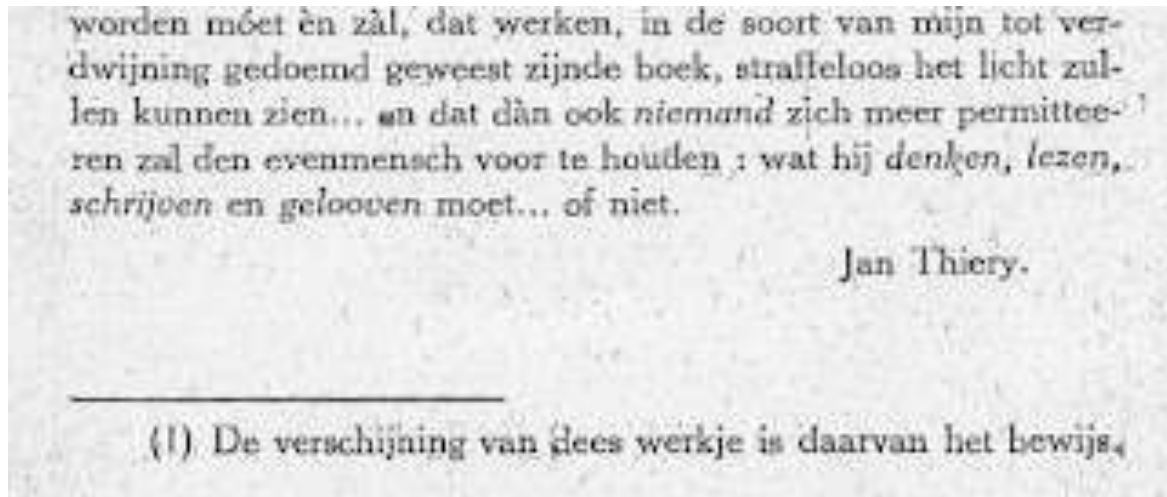 worden móet èn zàl, dat werken, in de soort van mijn tot ver-
dwijning gedoemd geweest zijnde boek, straffeloos het licht zul-
len kunnen zien... en dat dàn ook niemand zich meer permittee-
ren zal den evenmensch voor te houden : wat hij denken, lezen,
schrijven en gelooven moet... of niet.
Jan Thiery.
(1) De verschijning van dees werkje is daarvan het bewijs.